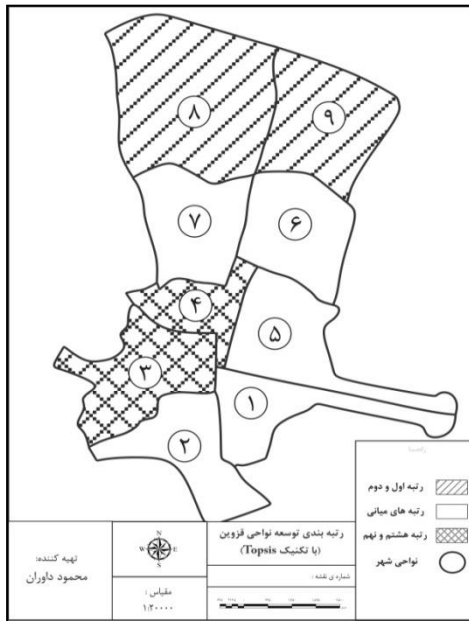 ۸
۹
۷
۶
۴
۵
۳
۱
۲
راهنما
رتبه اول و دوم
رتبه های میانی
رتبه هشتم و نهم
نواحی شهر
رتبه بندی توسعه نواحی قزوین
(با تکنیک Topsis)
شماره ی نقشه :
N
W E
S
مقیاس :
۱:۲۰۰۰۰
تهیه کننده:
محمود داوران